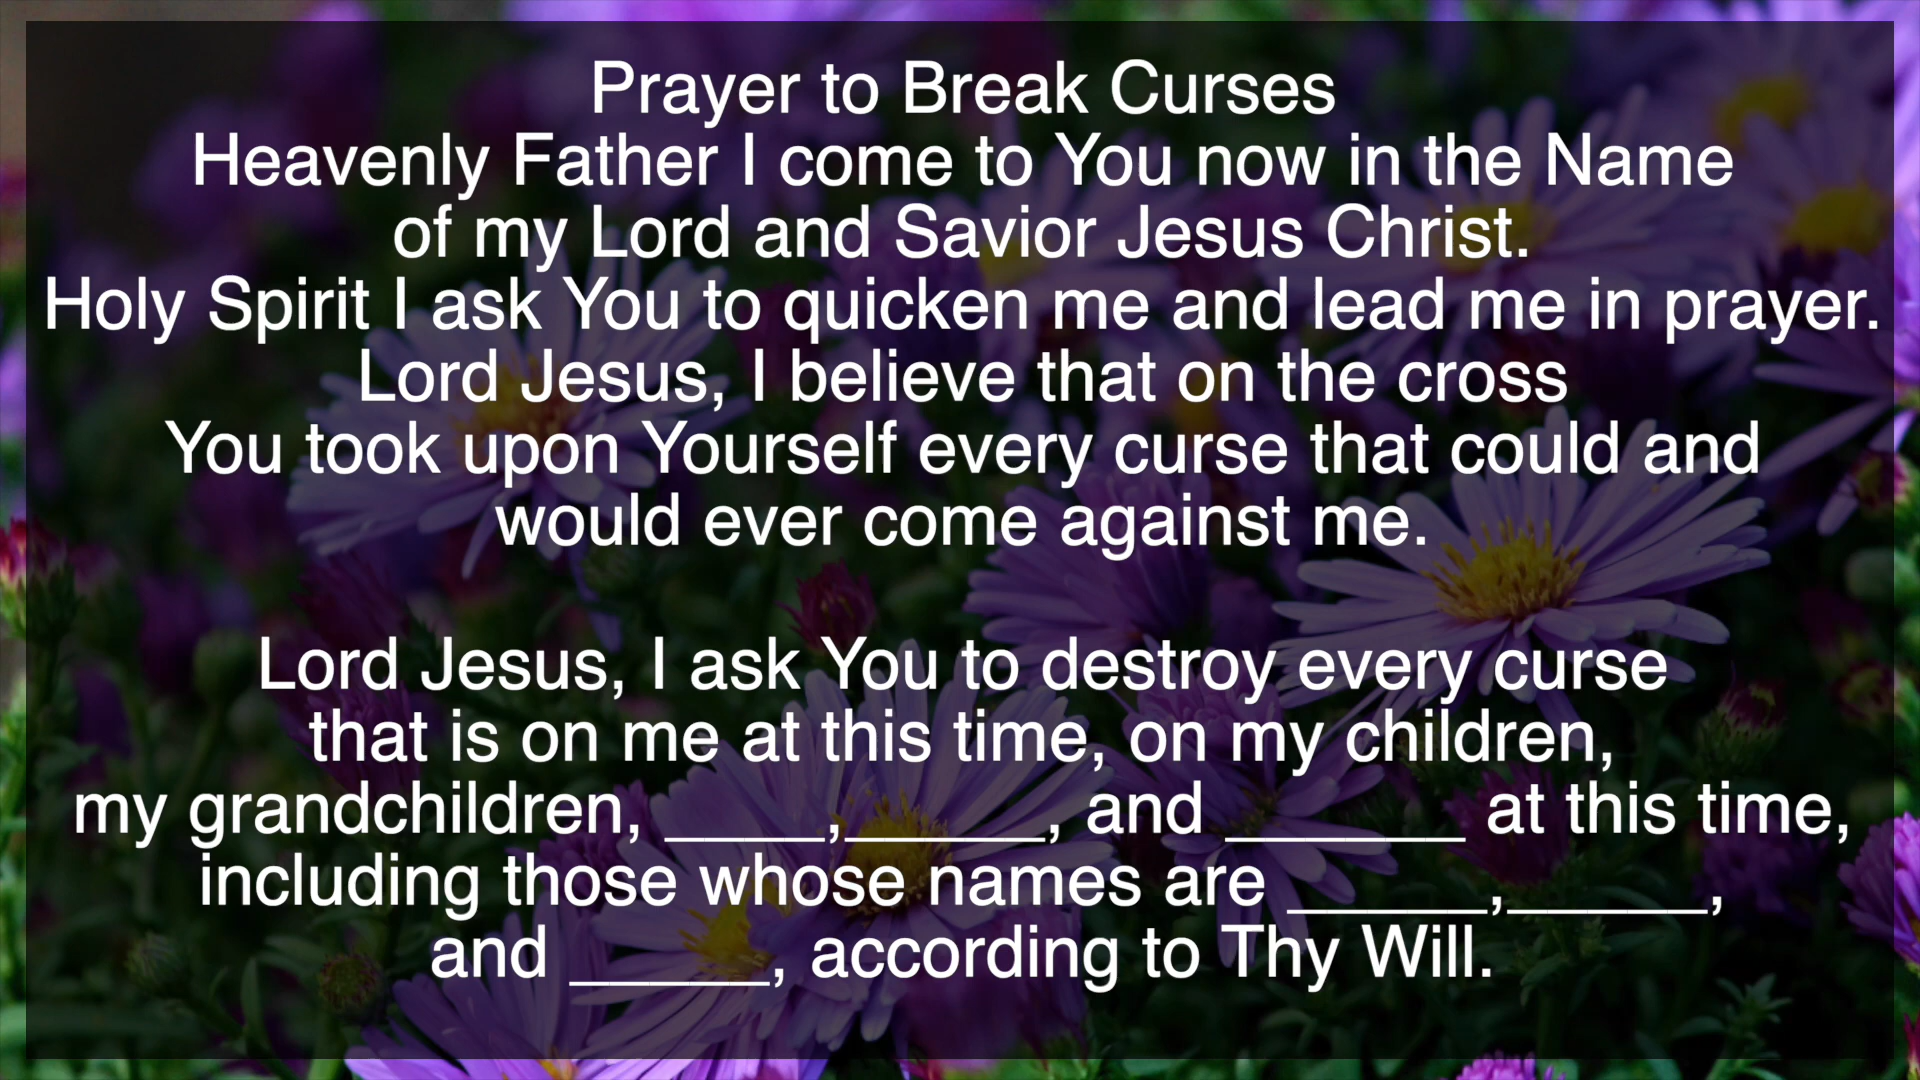 Prayer to Break Curses
Heavenly Father I come to You now in the Name
of my Lord and Savior Jesus Christ.
Holy Spirit I ask You to quicken me and lead me in prayer.
Lord Jesus, I believe that on the cross
You took upon Yourself every curse that could and
would ever come against me.
Lord Jesus, I ask You to destroy every curse
that is on me at this time, on my children,
my grandchildren, ____,_____, and ______ at this time,
including those whose names are _____,_____,
and _____, according to Thy Will.